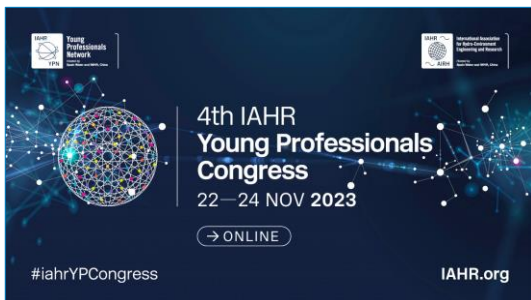 IAHR
YPN
Young
Professionals
Network
IAHR
AIRH
International Association
for Hydro-Environment
Engineering and Research
4th IAHR
Young Professionals
Congress
22—24 NOV 2023
→ ONLINE
#iahrYPCongress
IAHR.org